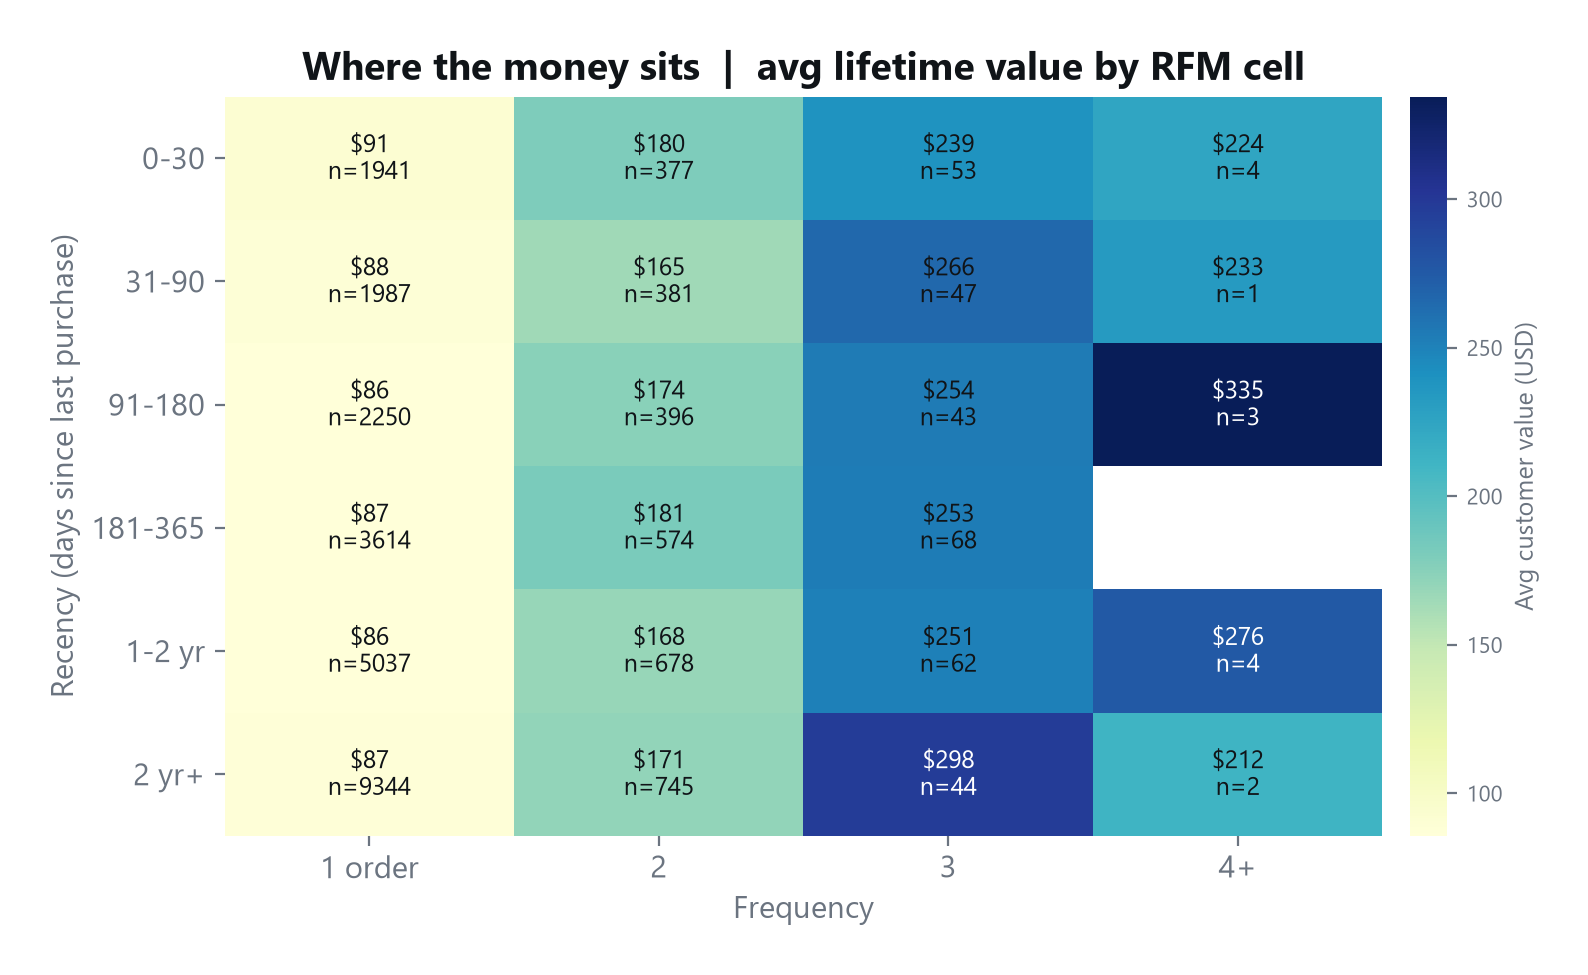 Where the money sits | avg lifetime value by RFM cell
Recency (days since last purchase)
0-30
$91
n=1941
$180
n=377
$239
n=53
$224
n=4
31-90
$88
n=1987
$165
n=381
$266
n=47
$233
n=1
91-180
$86
n=2250
$174
n=396
$254
n=43
$335
n=3
181-365
$87
n=3614
$181
n=574
$253
n=68
1-2 yr
$86
n=5037
$168
n=678
$251
n=62
$276
n=4
2 yr+
$87
n=9344
$171
n=745
$298
n=44
$212
n=2
1 order
2
3
4+
Frequency
300
250
200
150
100
Avg customer value (USD)